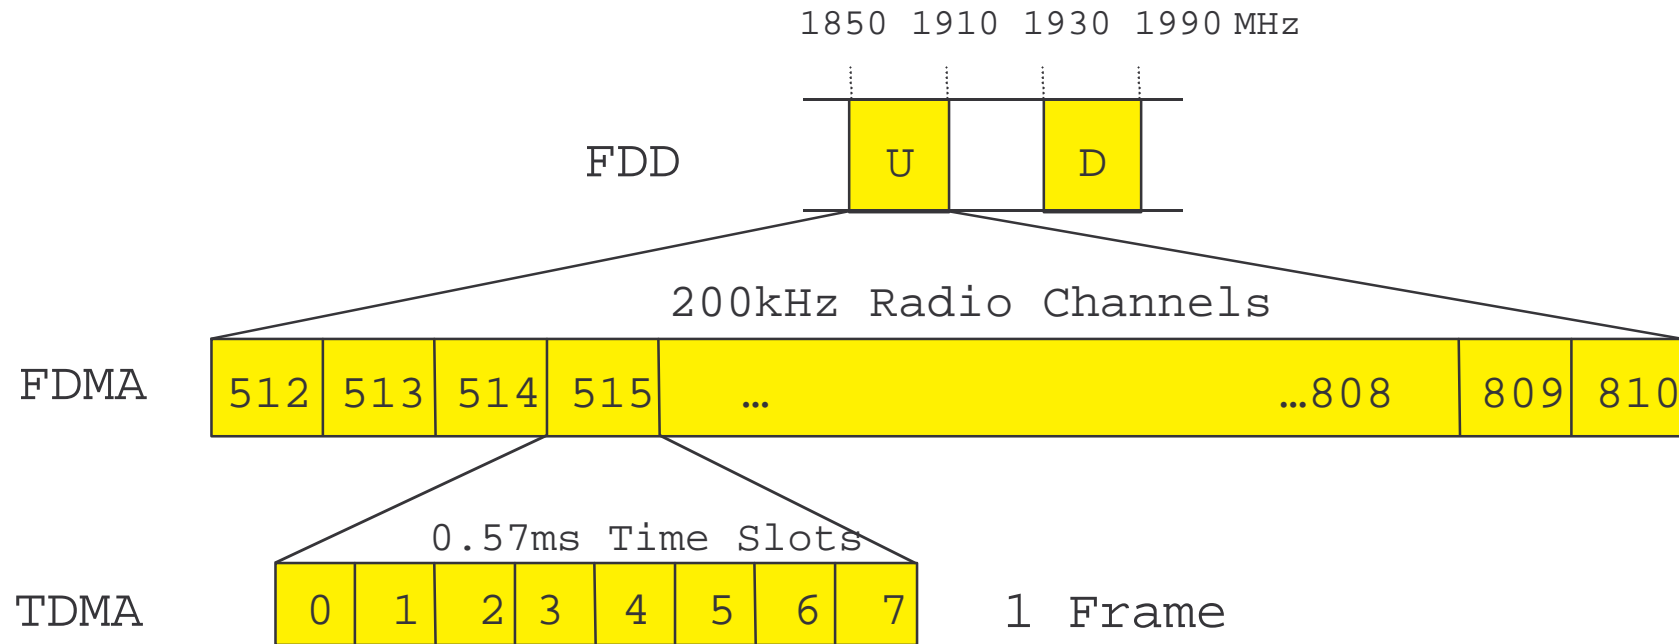 1850 1910 1930 1990 MHz
FDD U D
200kHz Radio Channels
FDMA 512 513 514 515 … …808 809 810
0.57ms Time Slots
TDMA 0 1 2 3 4 5 6 7 1 Frame